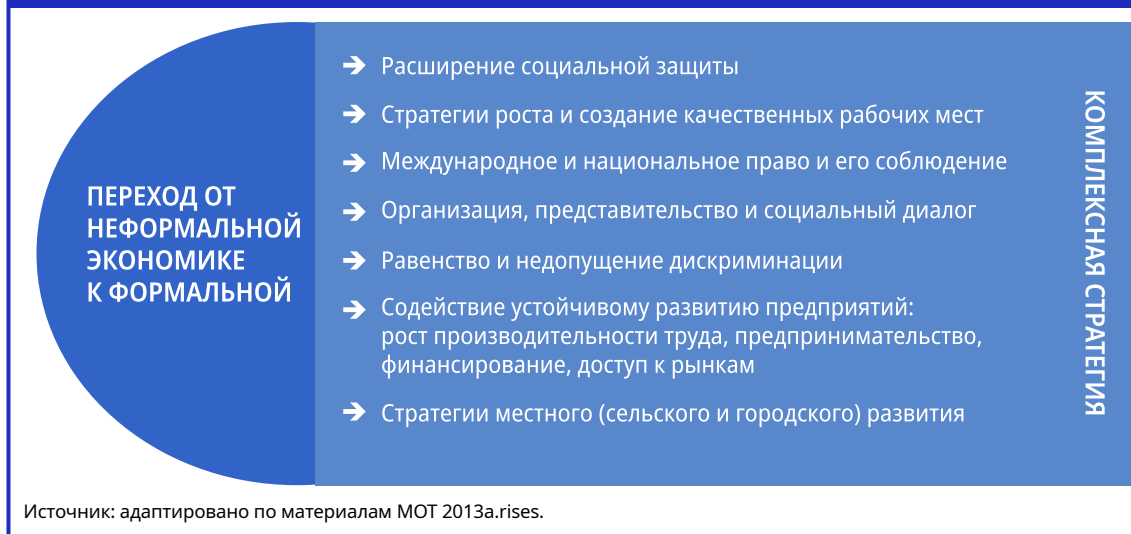 ПЕРЕХОД ОТ
НЕФОРМАЛЬНОЙ
ЭКОНОМИКЕ
К ФОРМАЛЬНОЙ
Расширение социальной защиты
Стратегии роста и создание качественных рабочих мест
Международное и национальное право и его соблюдение
Организация, представительство и социальный диалог
Равенство и недопущение дискриминации
Содействие устойчивому развитию предприятий:
рост производительности труда, предпринимательство,
финансирование, доступ к рынкам
Стратегии местного (сельского и городского) развития
КОМПЛЕКСНАЯ СТРАТЕГИЯ
Источник: адаптировано по материалам МОТ 2013a.rises.